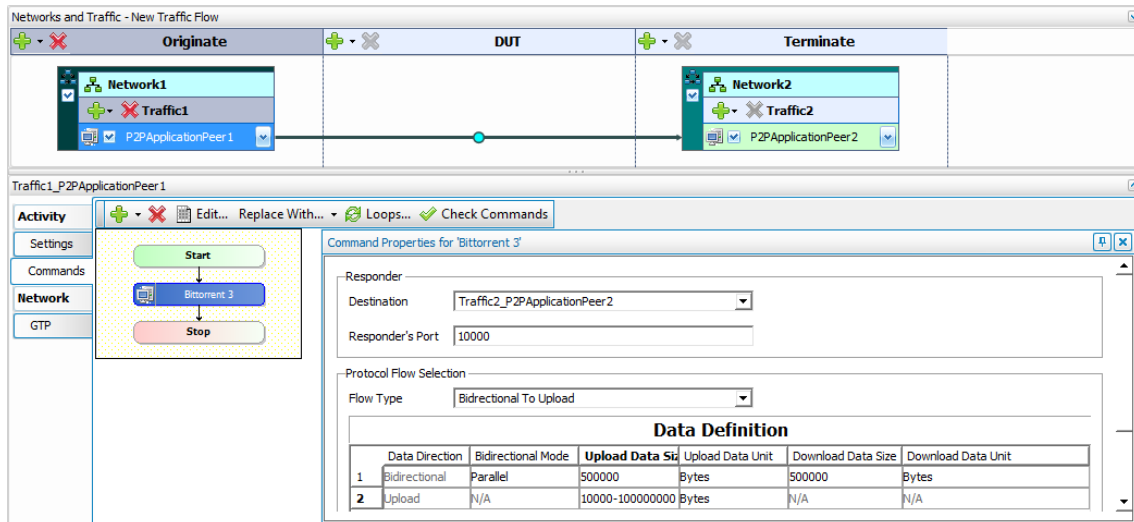 Networks and Traffic - New Traffic Flow
Originate DUT Terminate
Network1 Network2
Traffic1 Traffic2
P2PApplicationPeer1 P2PApplicationPeer2
Traffic1_P2PApplicationPeer1
Activity Edit... Replace With... Loops... Check Commands
Settings Start Command Properties for 'Bittorrent 3'
Commands Bittorrent 3 Responder
Network Stop Destination Traffic2_P2PApplicationPeer2
GTP Responder's Port 10000
Protocol Flow Selection
Flow Type Bidrectional To Upload
Data Definition
Data Direction Bidirectional Mode Upload Data Siz Upload Data Unit Download Data Size Download Data Unit
1 Bidirectional Parallel 500000 Bytes 500000 Bytes
2 Upload N/A 10000-100000000 Bytes N/A N/A